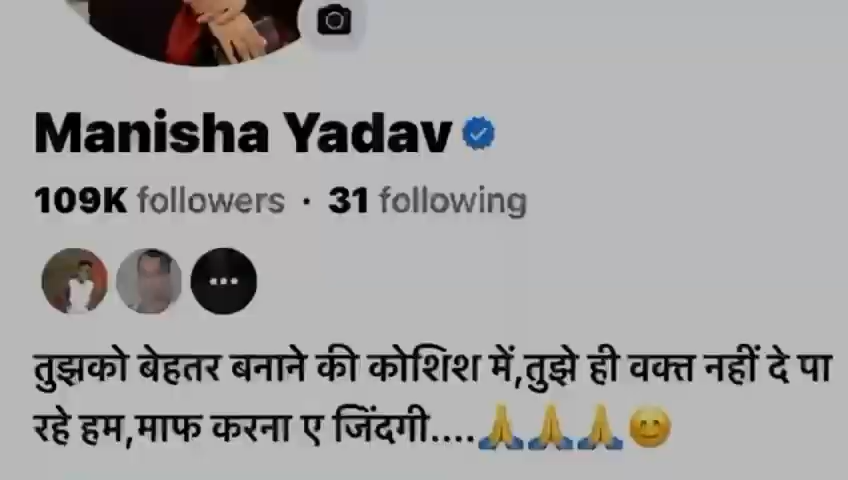 Manisha Yadav
109K followers · 31 following
तुझको बेहतर बनाने की कोशिश में,तुझे ही वक्त नहीं दे पा
रहे हम,माफ करना ए जिंदगी....🙏🙏🙏😊